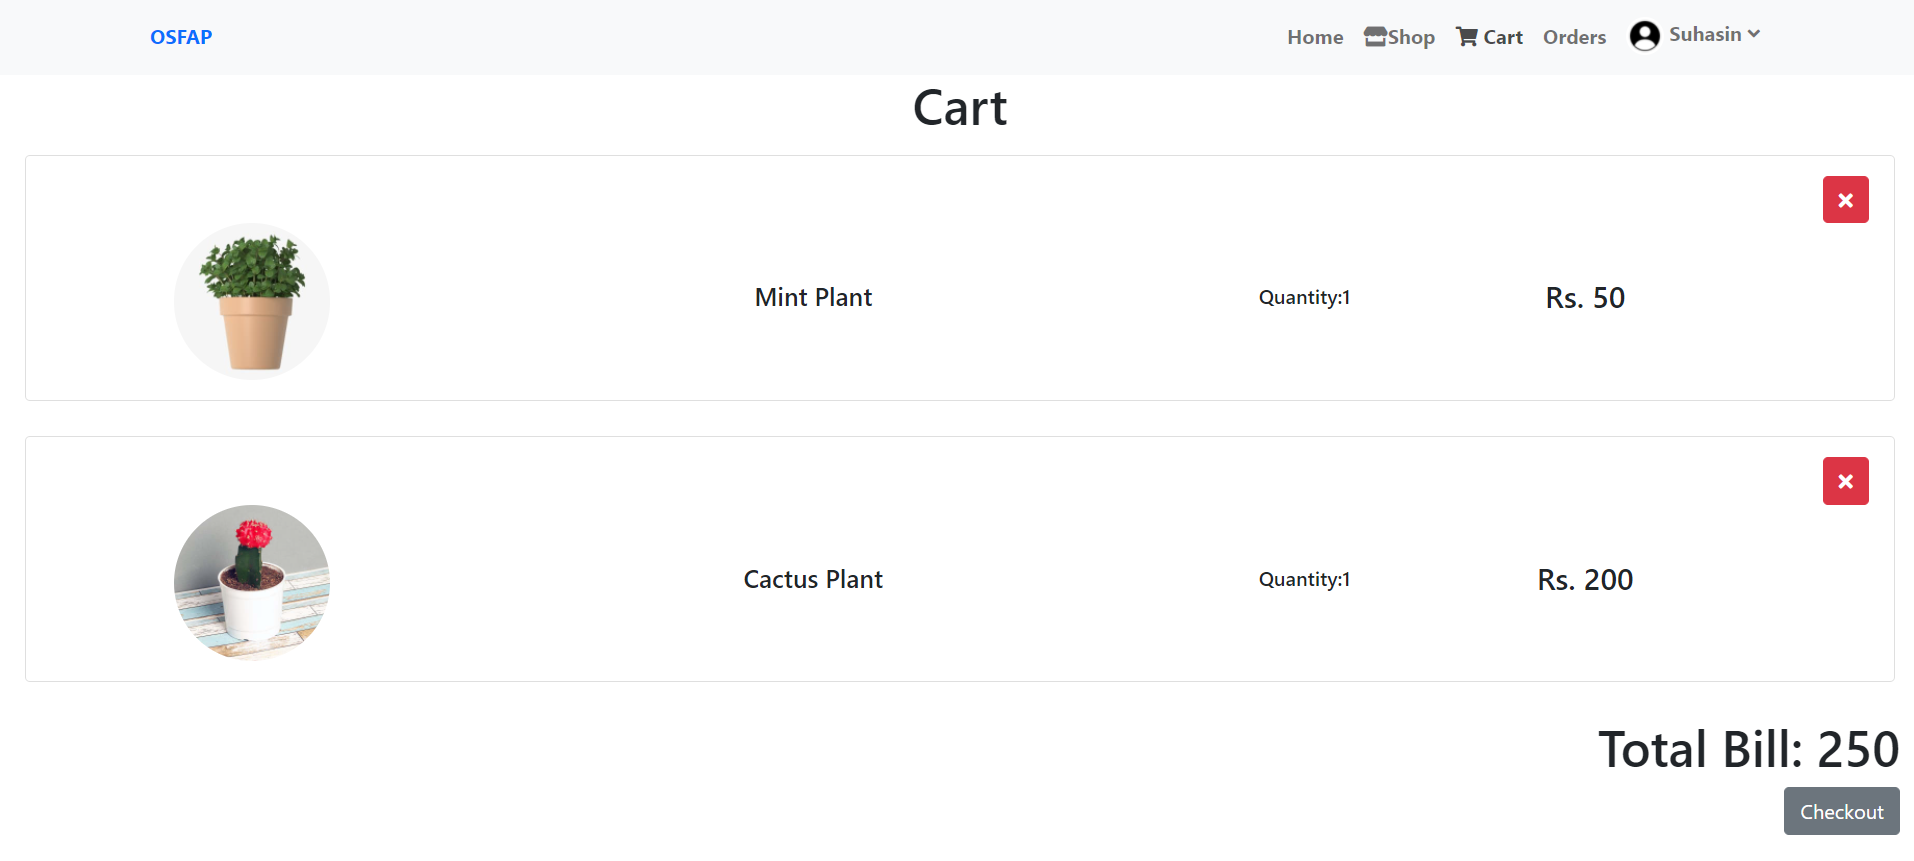 OSFAP Home Shop Cart Orders Suhasin
Cart
Mint Plant Quantity:1 Rs. 50
Cactus Plant Quantity:1 Rs. 200
Total Bill: 250
Checkout